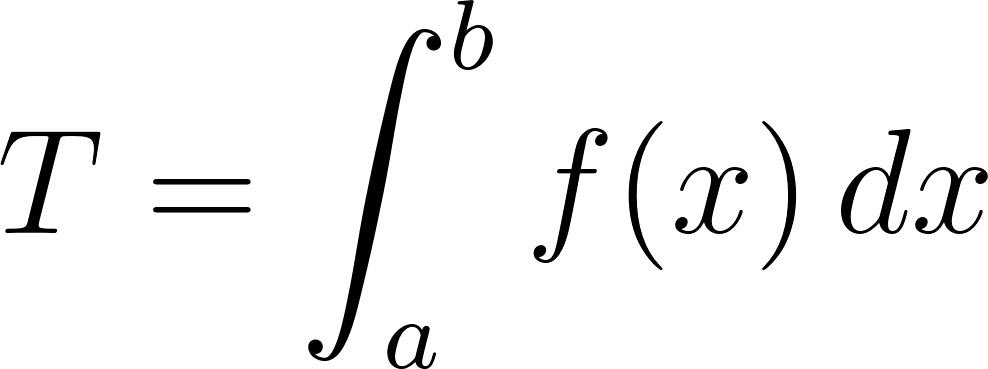 T = ∫_a^b f(x) dx